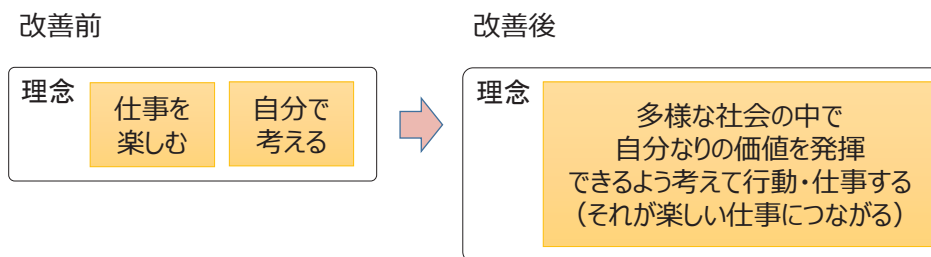 改善前
理念
仕事を
楽しむ
自分で
考える
改善後
理念
多様な社会の中で
自分なりの価値を発揮
できるよう考えて行動・仕事する
（それが楽しい仕事につながる）